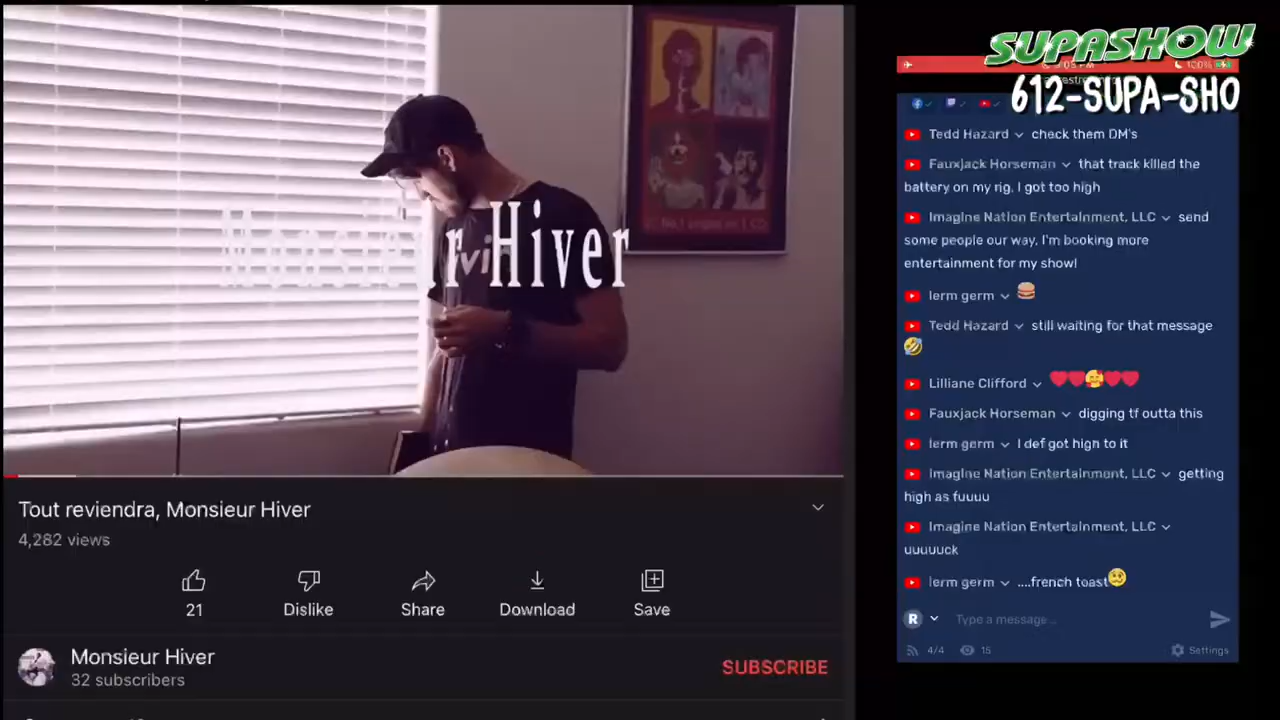 Monsieur Hiver
Tout reviendra, Monsieur Hiver
4,282 views
21
Dislike
Share
Download
Save
Monsieur Hiver
32 subscribers
SUBSCRIBE
SUPASHOW
100%
612-SUPA-SHO
Tedd Hazard check them DM's
Fauxjack Horseman that track killed the
battery on my rig, I got too high
Imagine Nation Entertainment, LLC send
some people our way, I'm booking more
entertainment for my show!
lerm germ 🍔
Tedd Hazard still waiting for that message
🤣
Lilliane Clifford ❤️❤️🥰❤️❤️
Fauxjack Horseman digging tf outta this
lerm germ I def got high to it
Imagine Nation Entertainment, LLC getting
high as fuuuu
Imagine Nation Entertainment, LLC
uuuuuck
lerm germ ....french toast
R Type a message...
4/4 15 Settings